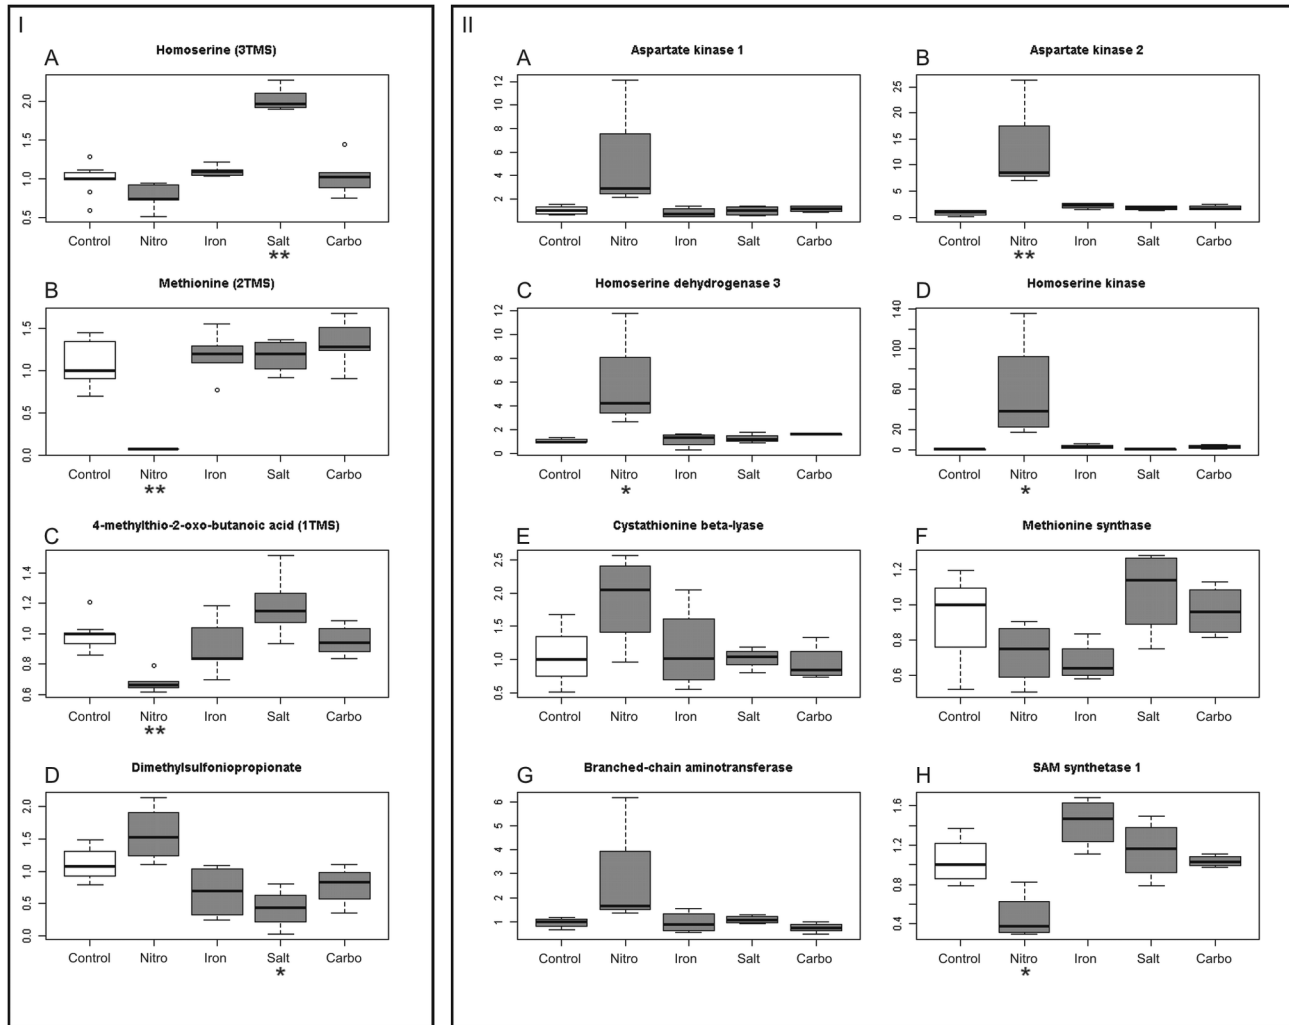 I
A
Homoserine (3TMS)
2.0
1.5
1.0
0.5
Control Nitro Iron Salt Carbo
**
B
Methionine (2TMS)
1.5
1.0
0.5
0.0
Control Nitro Iron Salt Carbo
**
C
4-methylthio-2-oxo-butanoic acid (1TMS)
1.4
1.2
1.0
0.8
0.6
Control Nitro Iron Salt Carbo
**
D
Dimethylsulfoniopropionate
2.0
1.5
1.0
0.5
0.0
Control Nitro Iron Salt Carbo
*
II
A
Aspartate kinase 1
12
10
8
6
4
2
Control Nitro Iron Salt Carbo
B
Aspartate kinase 2
25
20
15
10
5
0
Control Nitro Iron Salt Carbo
**
C
Homoserine dehydrogenase 3
12
10
8
6
4
2
0
Control Nitro Iron Salt Carbo
*
D
Homoserine kinase
140
100
60
20
0
Control Nitro Iron Salt Carbo
*
E
Cystathionine beta-lyase
2.5
2.0
1.5
1.0
0.5
Control Nitro Iron Salt Carbo
F
Methionine synthase
1.2
1.0
0.8
0.6
Control Nitro Iron Salt Carbo
G
Branched-chain aminotransferase
6
5
4
3
2
1
Control Nitro Iron Salt Carbo
H
SAM synthetase 1
1.6
1.2
0.8
0.4
Control Nitro Iron Salt Carbo
*